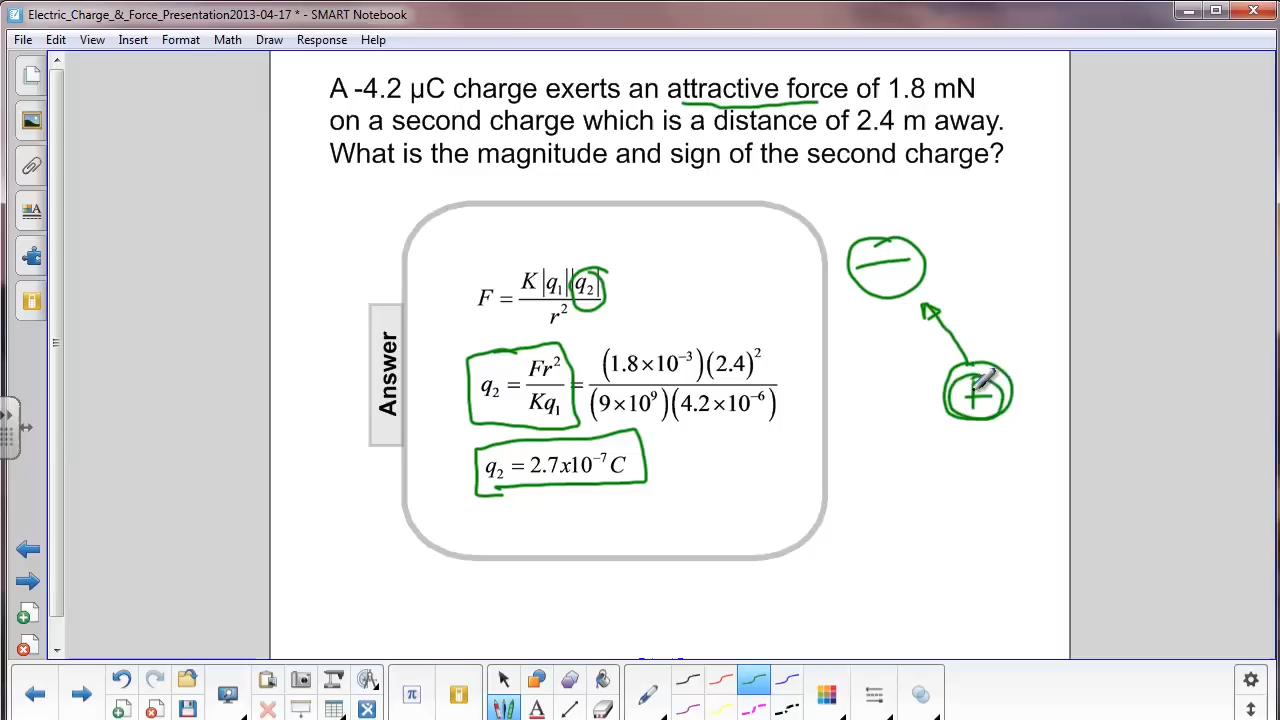 Electric_Charge_&_Force_Presentation2013-04-17 * - SMART Notebook
File Edit View Insert Format Math Draw Response Help
A -4.2 µC charge exerts an attractive force of 1.8 mN
on a second charge which is a distance of 2.4 m away.
What is the magnitude and sign of the second charge?
Answer
F = K|q₁||q₂| / r²
q₂ = Fr² / Kq₁ = (1.8×10⁻³)(2.4)² / (9×10⁹)(4.2×10⁻⁶)
q₂ = 2.7x10⁻⁷ C
−
+